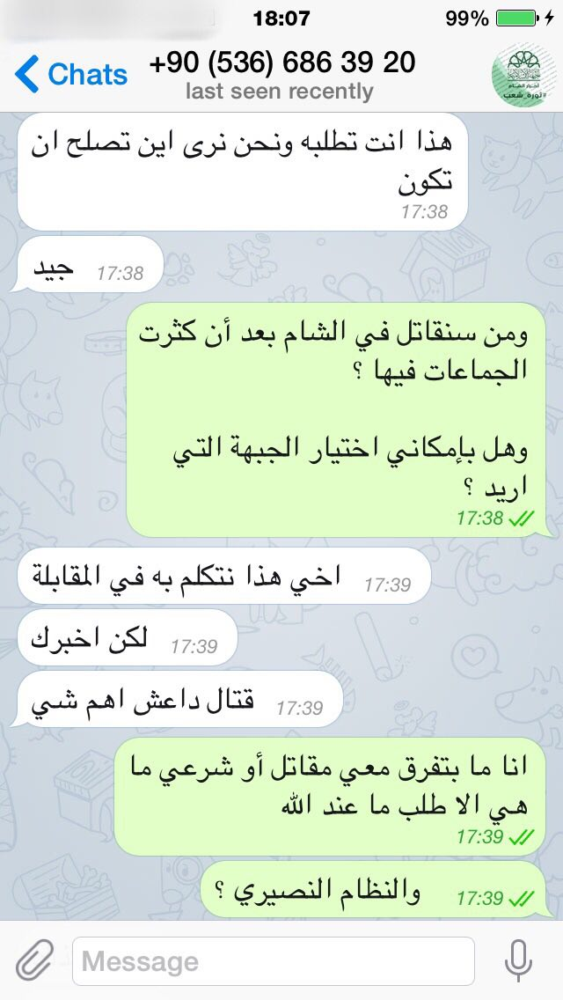 18:07
99%
Chats
+90 (536) 686 39 20
last seen recently
#ثورة_شعب
هذا انت تطلبه ونحن نرى اين تصلح ان
تكون
17:38
جيد
17:38
ومن سنقاتل في الشام بعد أن كثرت
الجماعات فيها ؟
وهل بإمكاني اختيار الجبهة التي
اريد ؟
17:38
اخي هذا نتكلم به في المقابلة
17:39
لكن اخبرك
17:39
قتال داعش اهم شي
17:39
انا ما بتفرق معي مقاتل أو شرعي ما
هي الا طلب ما عند الله
17:39
والنظام النصيري ؟
17:39
Message